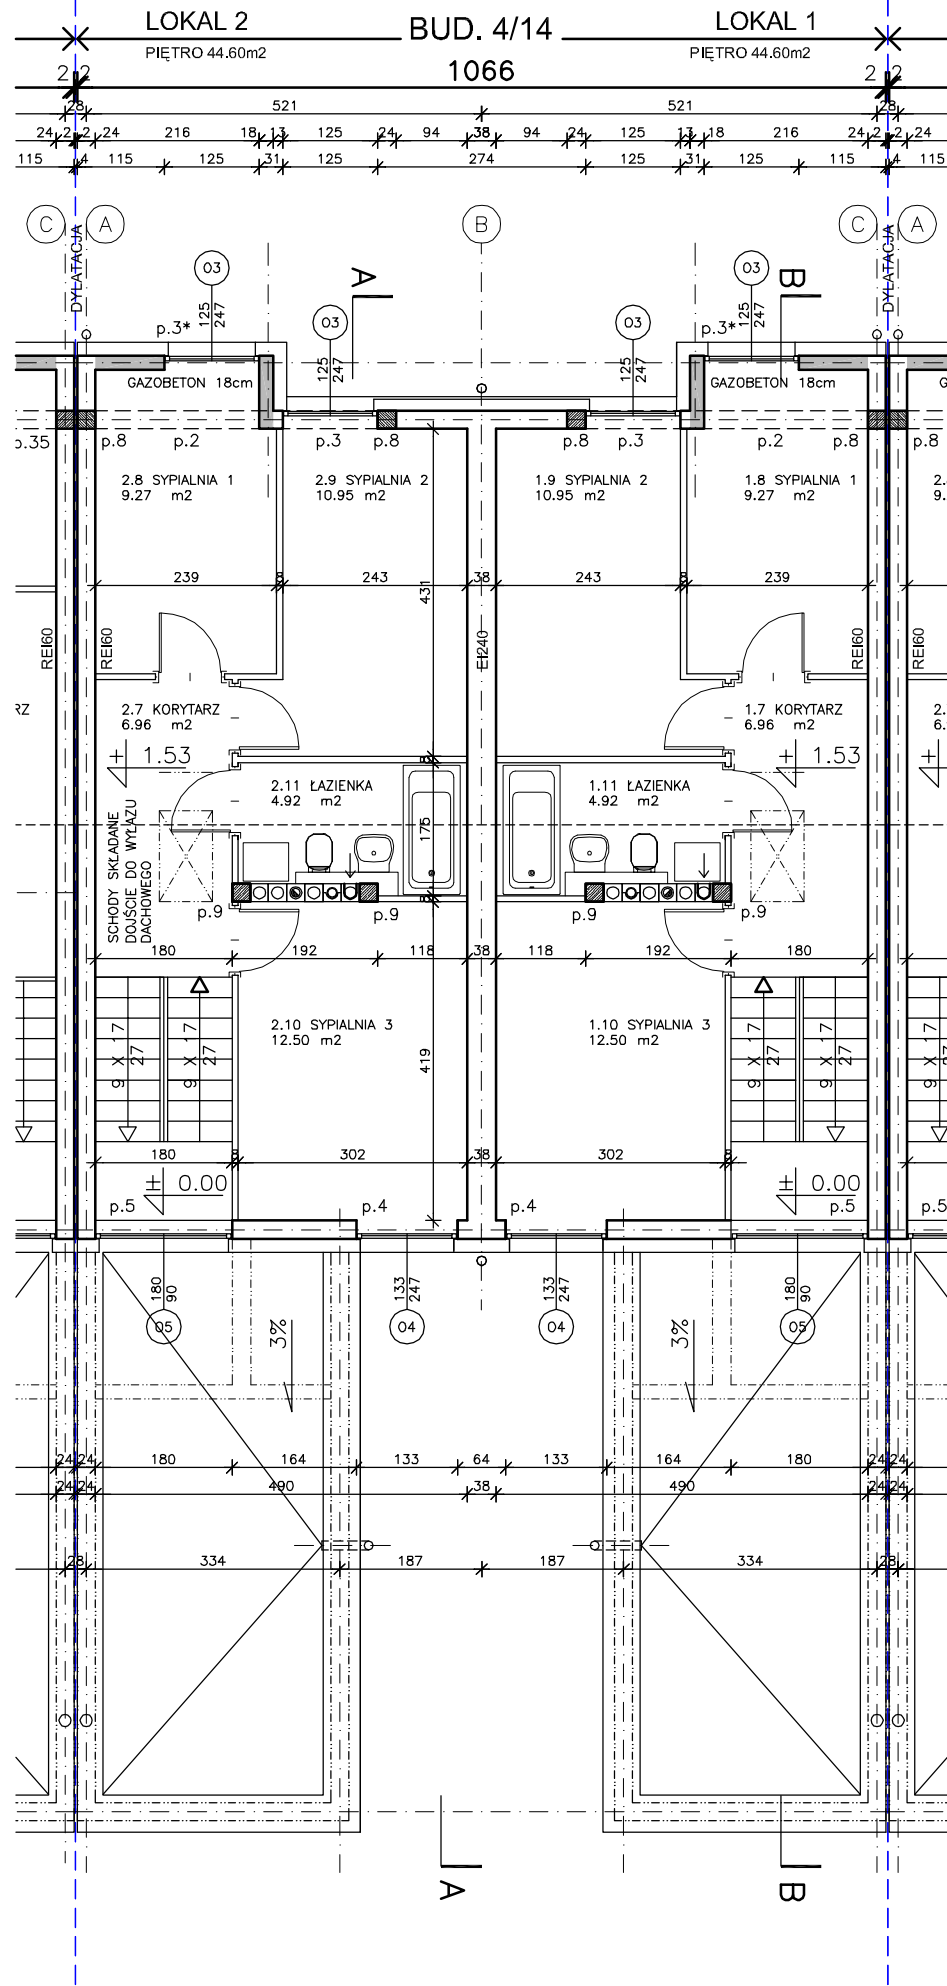 LOKAL 2
BUD. 4/14
LOKAL 1
PIĘTRO 44.60m2
PIĘTRO 44.60m2
2 2
1066
2 2
28 521 521 28
24 2 2 24 216 18 13 125 24 94 38 94 24 125 13 18 216 24 2 2 24
115 4 115 125 31 125 274 125 31 125 115 4 115
C A B C A
DYLATACJA
DYLATACJA
03 03 03 03
A B
125
247
125
247
125
247
125
247
p.3* p.3*
GAZOBETON 18cm
GAZOBETON 18cm
p.35 p.8 p.2 p.3 p.8 p.8 p.3 p.2 p.8 p.8
2.8 SYPIALNIA 1
9.27 m2
2.9 SYPIALNIA 2
10.95 m2
1.9 SYPIALNIA 2
10.95 m2
1.8 SYPIALNIA 1
9.27 m2
239 8 243 38 243 8 239
431
REI60 REI60 EI240 REI60 REI60
2.7 KORYTARZ
6.96 m2
1.7 KORYTARZ
6.96 m2
RZ
± 1.53
± 1.53
2.11 ŁAZIENKA
4.92 m2
1.11 ŁAZIENKA
4.92 m2
8
175
8
SCHODY SKŁADANE
DOJŚCIE DO WYŁAZU
DACHOWEGO
p.9 p.9 p.9 p.9
180 192 118 38 118 192 180
2.10 SYPIALNIA 3
12.50 m2
1.10 SYPIALNIA 3
12.50 m2
9 X 17
27
9 X 17
27
9 X 17
27
9 X 17
27
419
180 8 302 38 302 8
± 0.00
± 0.00
p.5 p.4 p.4 p.5 p.5
180
90
133
247
133
247
180
90
05 04 04 05
3% 3%
24 24 180 164 133 64 133 164 180 24 24
24 24 490 38 490 24 24
28 334 187 187 334 28
A B